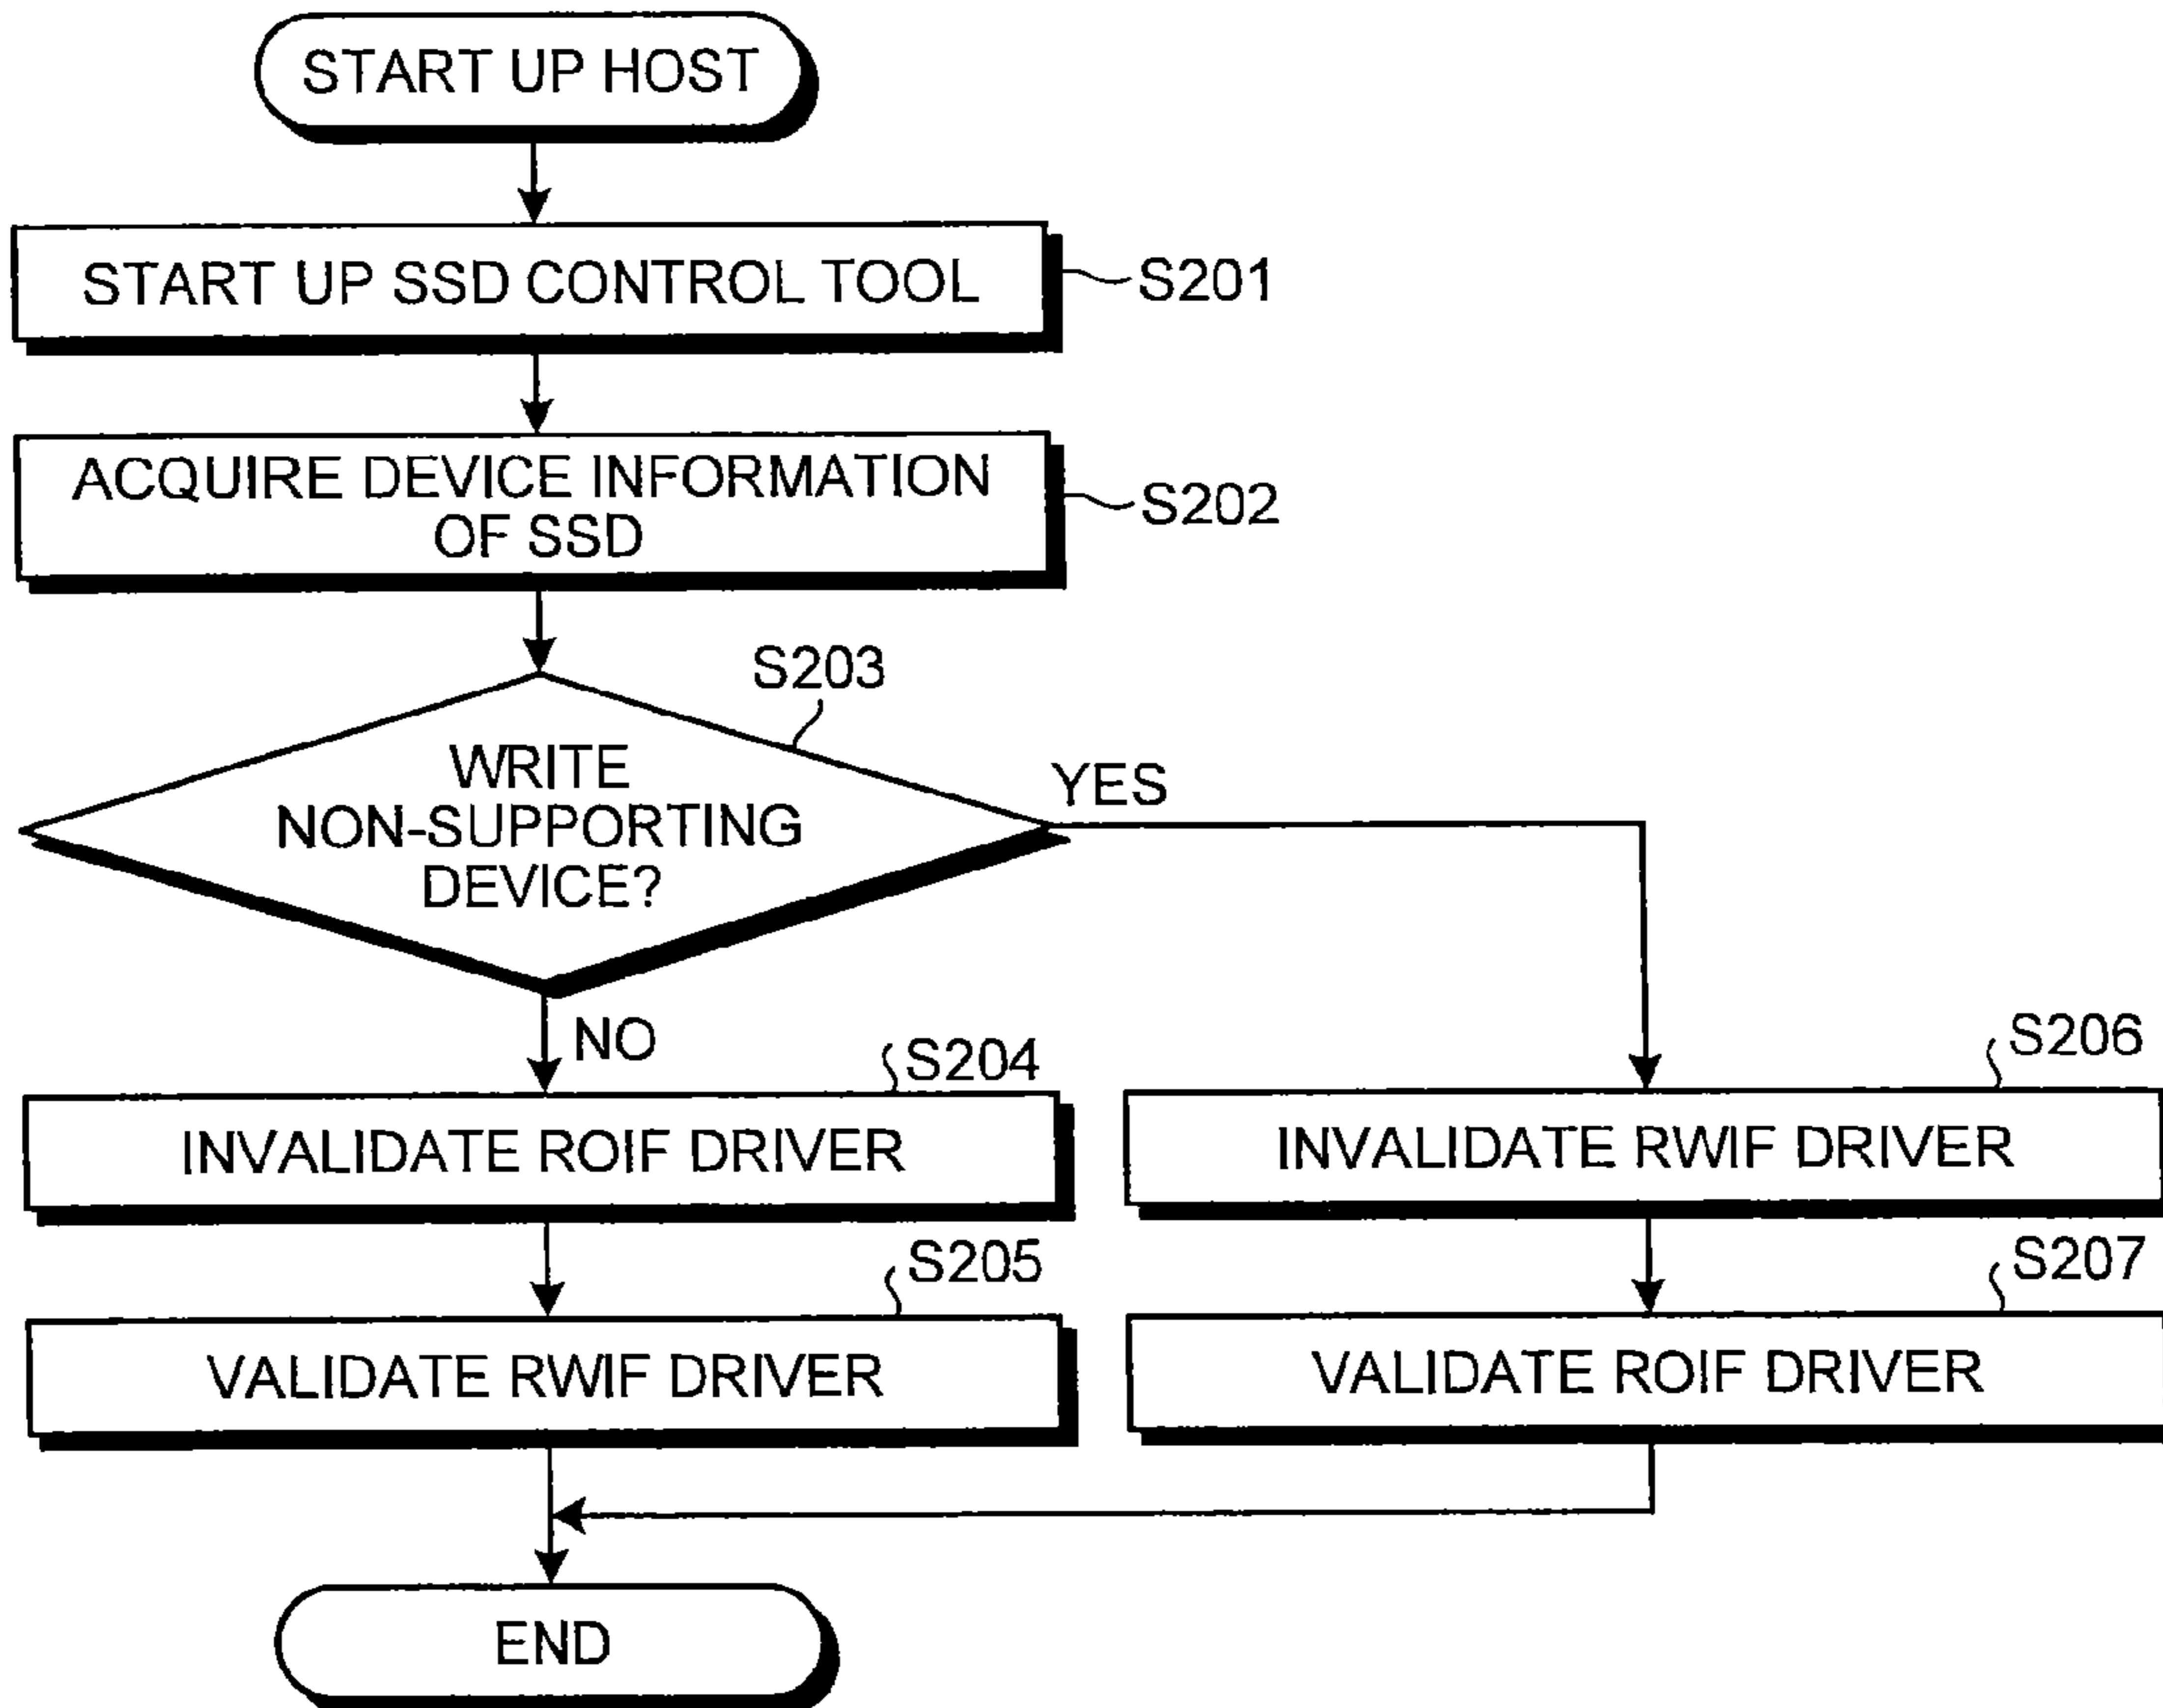 START UP HOST
START UP SSD CONTROL TOOL
S201
ACQUIRE DEVICE INFORMATION
OF SSD
S202
S203
WRITE
NON-SUPPORTING
DEVICE?
YES
NO
S204
INVALIDATE ROIF DRIVER
S206
INVALIDATE RWIF DRIVER
S205
VALIDATE RWIF DRIVER
S207
VALIDATE ROIF DRIVER
END